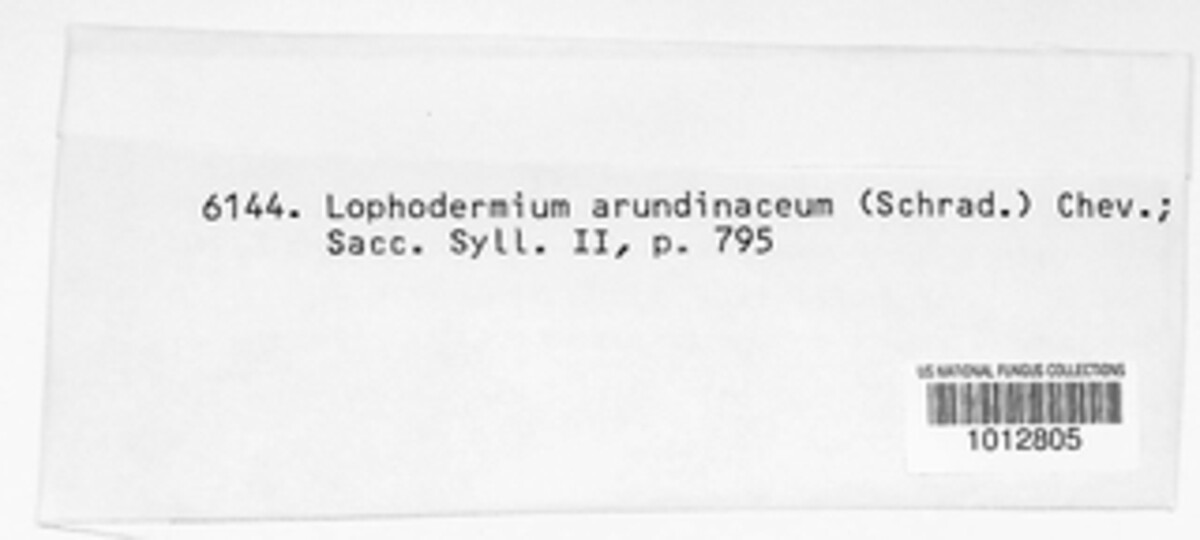 6144. Lophodermium arundinaceum (Schrad.) Chev.;
Sacc. Syll. II, p. 795
US NATIONAL FUNGUS COLLECTIONS
1012805